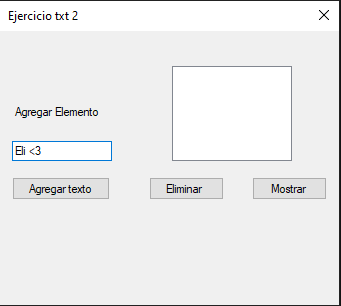 Ejercicio txt 2
Agregar Elemento
Eli <3
Agregar texto
Eliminar
Mostrar